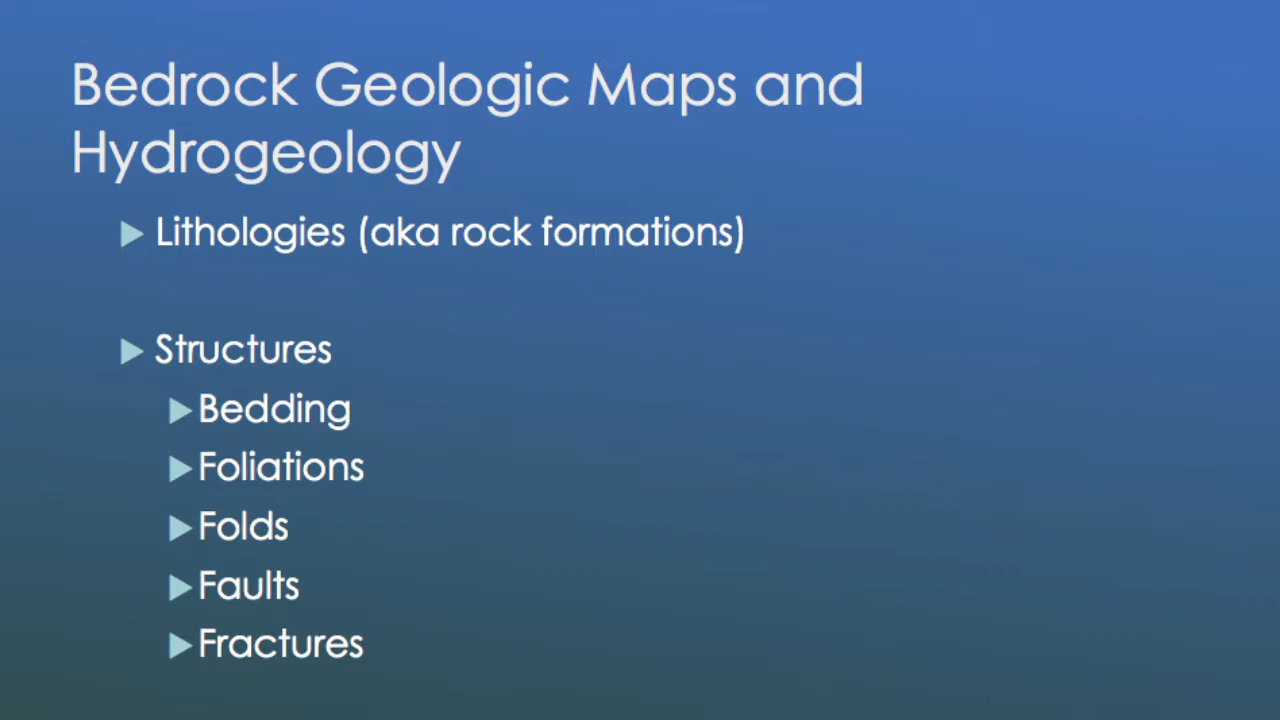 Bedrock Geologic Maps and
Hydrogeology
Lithologies (aka rock formations)
Structures
Bedding
Foliations
Folds
Faults
Fractures